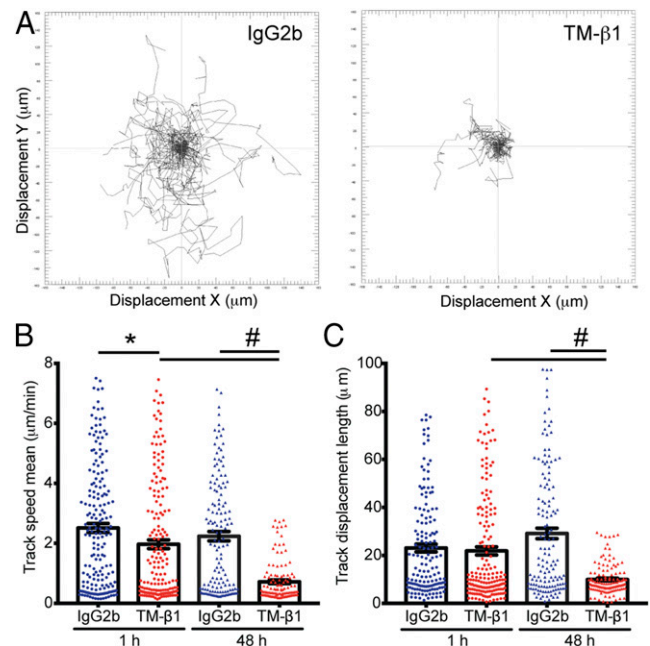 A
IgG2b
TM-β1
Displacement Y (μm)
Displacement X (μm)
Displacement X (μm)
B
C
*
#
#
Track speed mean (μm/min)
8
6
4
2
0
Track displacement length (μm)
100
80
60
40
20
0
IgG2b TM-β1 IgG2b TM-β1
1 h 48 h
IgG2b TM-β1 IgG2b TM-β1
1 h 48 h